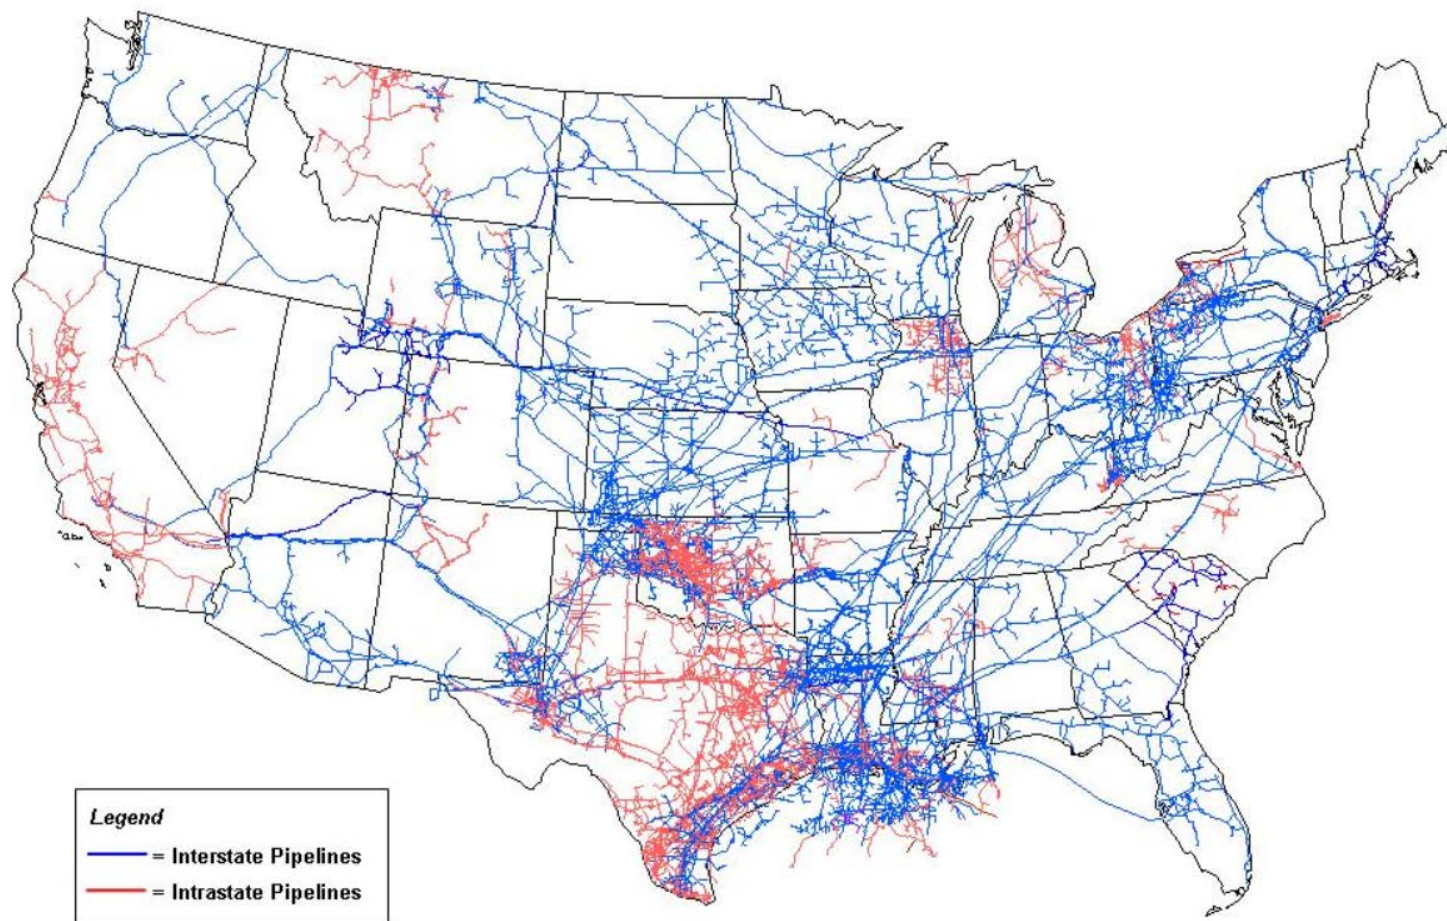 Legend
= Interstate Pipelines
= Intrastate Pipelines